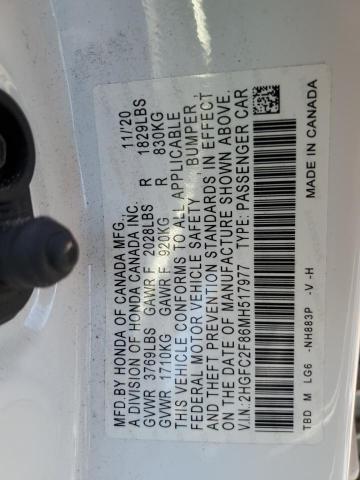 MFD.BY HONDA OF CANADA MFG.,
A DIVISION OF HONDA CANADA INC. 11/'20
GVWR 3769LBS GAWR F 2028LBS R 1829LBS
GVWR 1710KG GAWR F 920KG R 830KG
THIS VEHICLE CONFORMS TO ALL APPLICABLE
FEDERAL MOTOR VEHICLE SAFETY, BUMPER,
AND THEFT PREVENTION STANDARDS IN EFFECT
ON THE DATE OF MANUFACTURE SHOWN ABOVE.
V.I.N: 2HGFC2F86MH517977 TYPE: PASSENGER CAR
TBD M LG6 -NH883P -V -H MADE IN CANADA